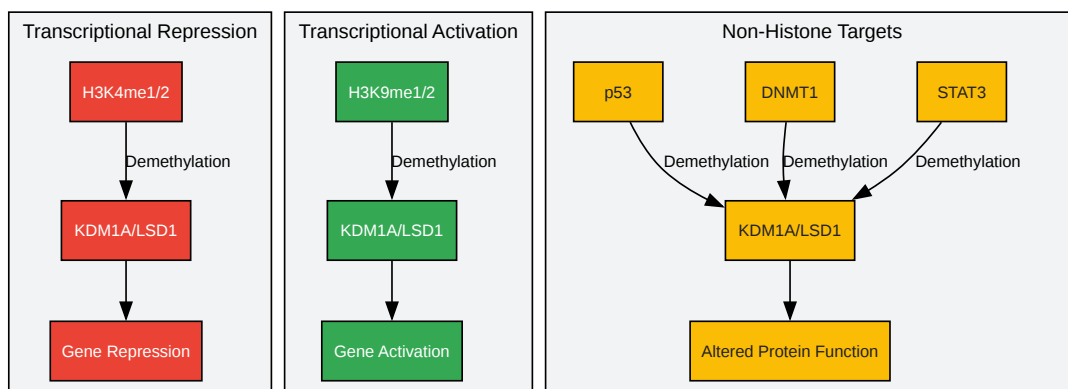 Transcriptional Repression
H3K4me1/2
Demethylation
KDM1A/LSD1
Gene Repression
Transcriptional Activation
H3K9me1/2
Demethylation
KDM1A/LSD1
Gene Activation
Non-Histone Targets
p53
DNMT1
STAT3
Demethylation
Demethylation
Demethylation
KDM1A/LSD1
Altered Protein Function